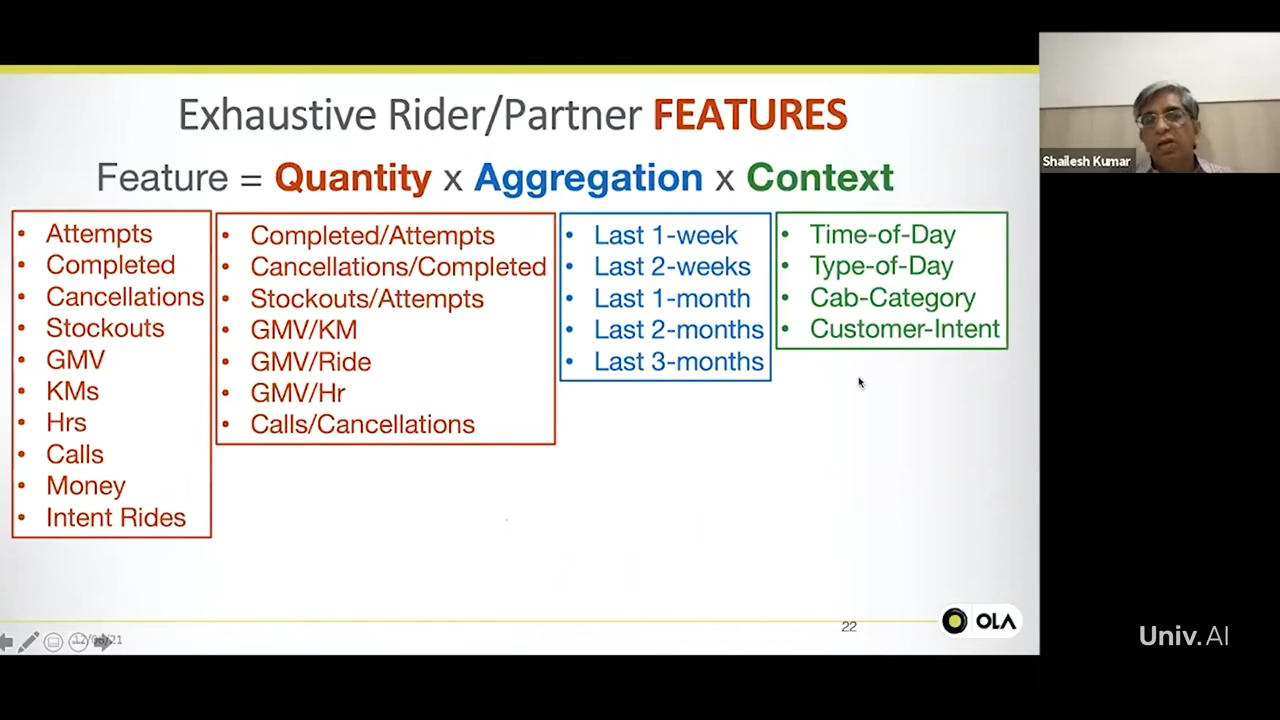 Exhaustive Rider/Partner FEATURES
Feature = Quantity x Aggregation x Context
• Attempts
• Completed
• Cancellations
• Stockouts
• GMV
• KMs
• Hrs
• Calls
• Money
• Intent Rides
• Completed/Attempts
• Cancellations/Completed
• Stockouts/Attempts
• GMV/KM
• GMV/Ride
• GMV/Hr
• Calls/Cancellations
• Last 1-week
• Last 2-weeks
• Last 1-month
• Last 2-months
• Last 3-months
• Time-of-Day
• Type-of-Day
• Cab-Category
• Customer-Intent
Shailesh Kumar
22
OLA
Univ.AI